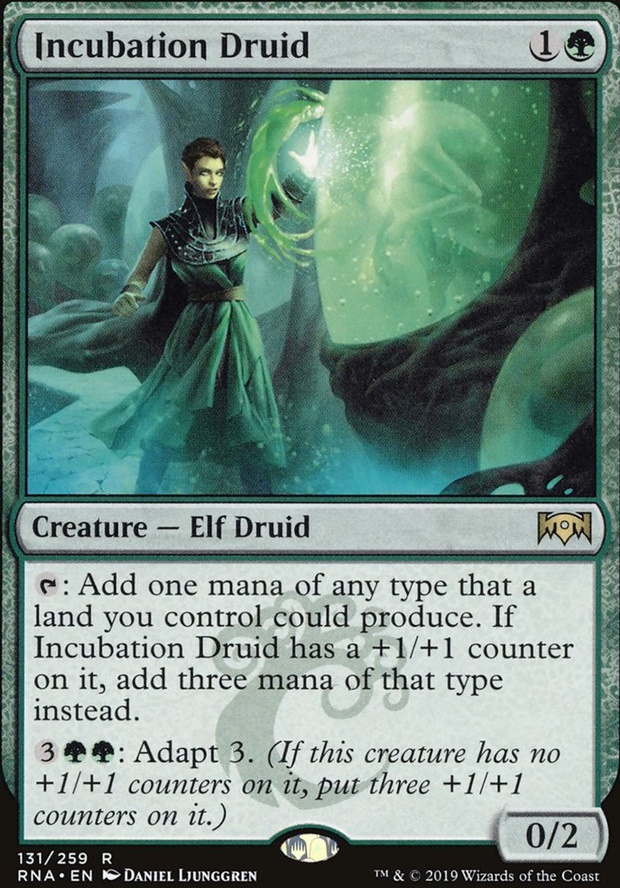 Incubation Druid 1
Creature — Elf Druid
: Add one mana of any type that a
land you control could produce. If
Incubation Druid has a +1/+1 counter
on it, add three mana of that type
instead.
3: Adapt 3. (If this creature has no
+1/+1 counters on it, put three +1/+1
counters on it.)
0/2
131/259 R
RNA • EN Daniel Ljunggren
™ & © 2019 Wizards of the Coast